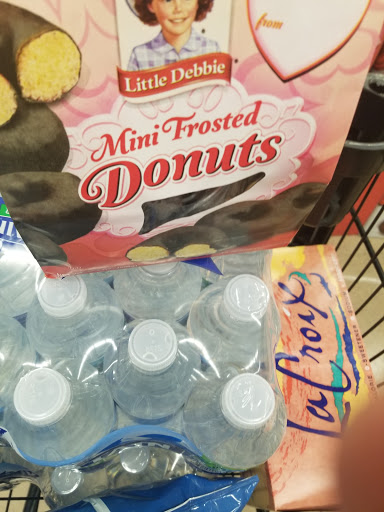 from
Little Debbie
Mini Frosted
Donuts
LaCroix